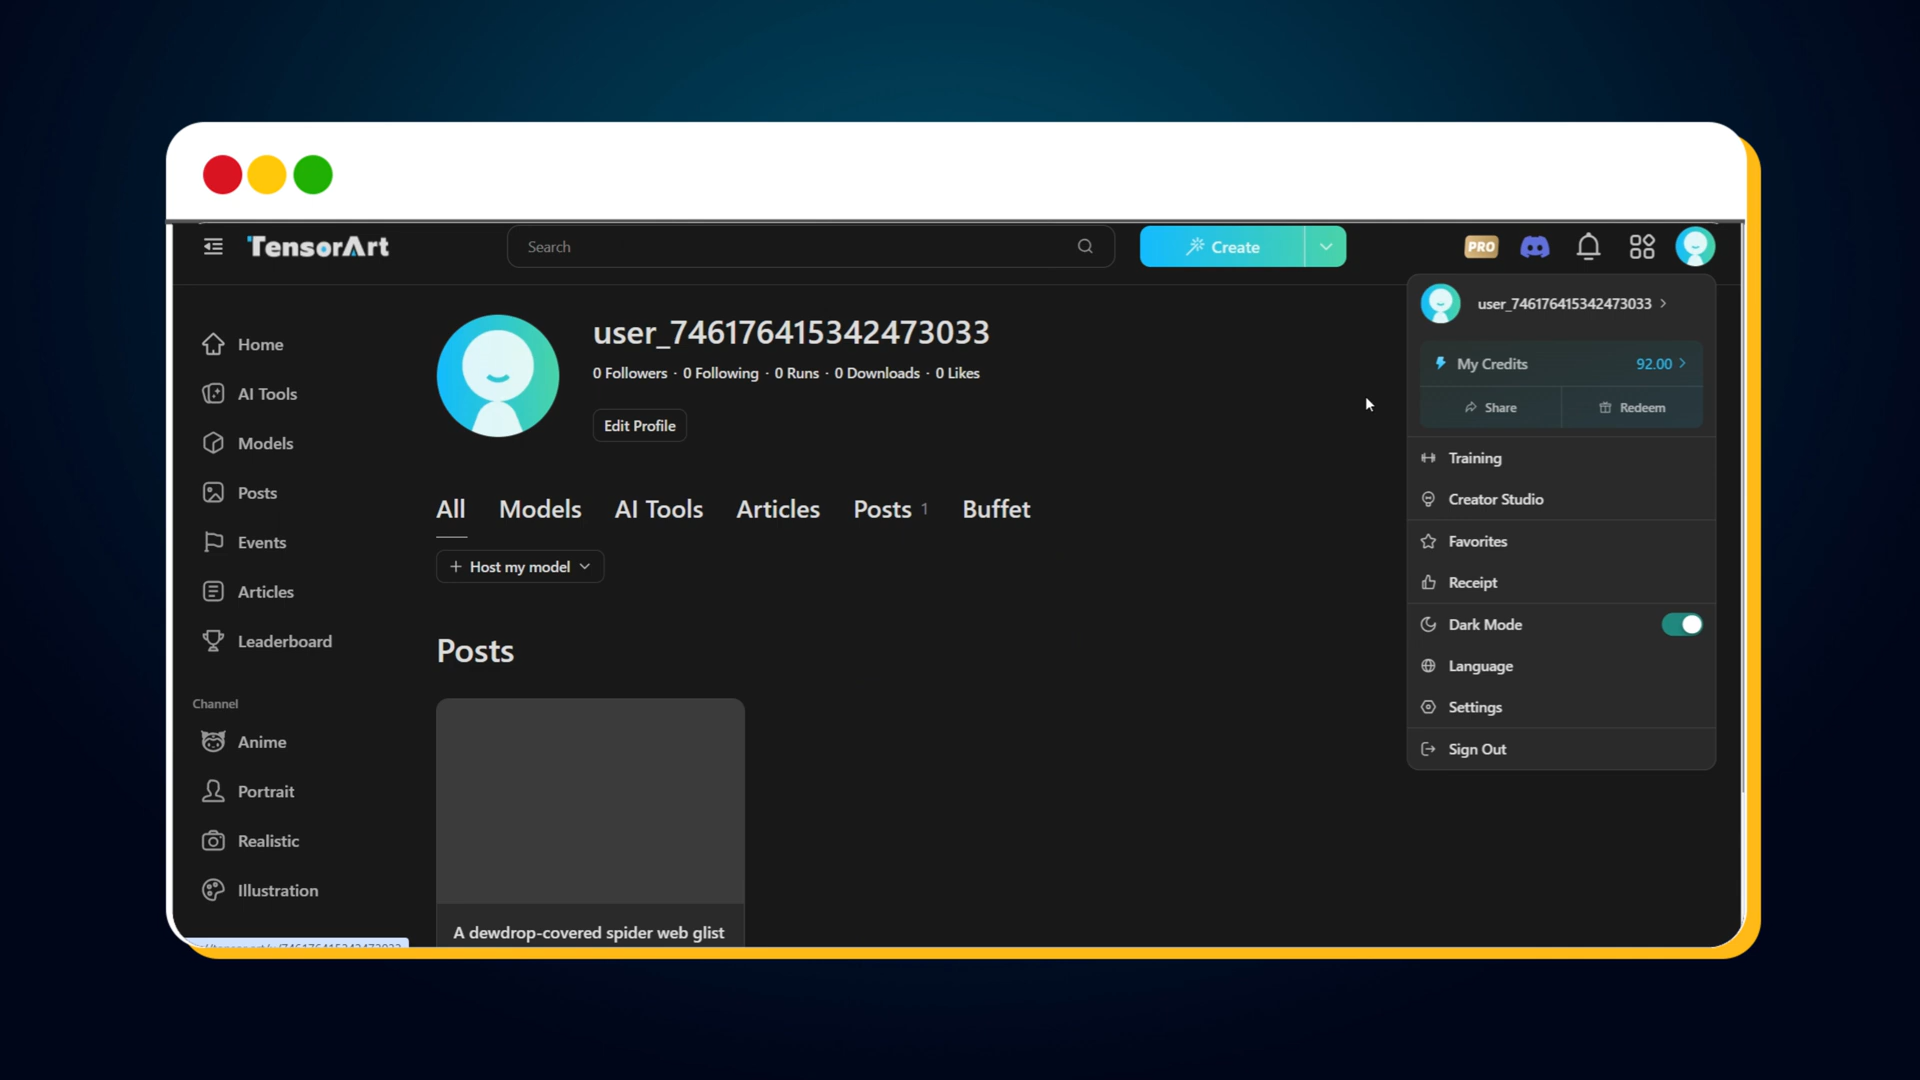 TensorArt
Search
Create
PRO
user_746176415342473033
My Credits 92.00
Share
Redeem
Training
Creator Studio
Favorites
Receipt
Dark Mode
Language
Settings
Sign Out
Home
AI Tools
Models
Posts
Events
Articles
Leaderboard
Channel
Anime
Portrait
Realistic
Illustration
user_746176415342473033
0 Followers · 0 Following · 0 Runs · 0 Downloads · 0 Likes
Edit Profile
All Models AI Tools Articles Posts 1 Buffet
+ Host my model
Posts
A dewdrop-covered spider web glist